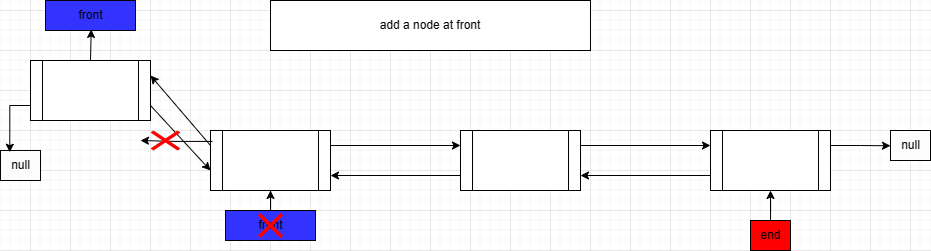 front
add a node at front
null
null
front
end